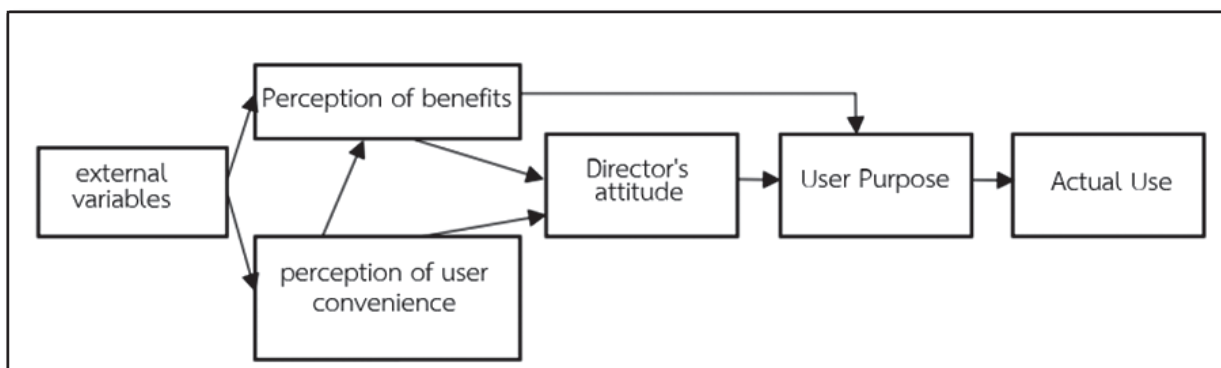 Perception of benefits
external
variables
perception of user
convenience
Director's
attitude
User Purpose
Actual Use